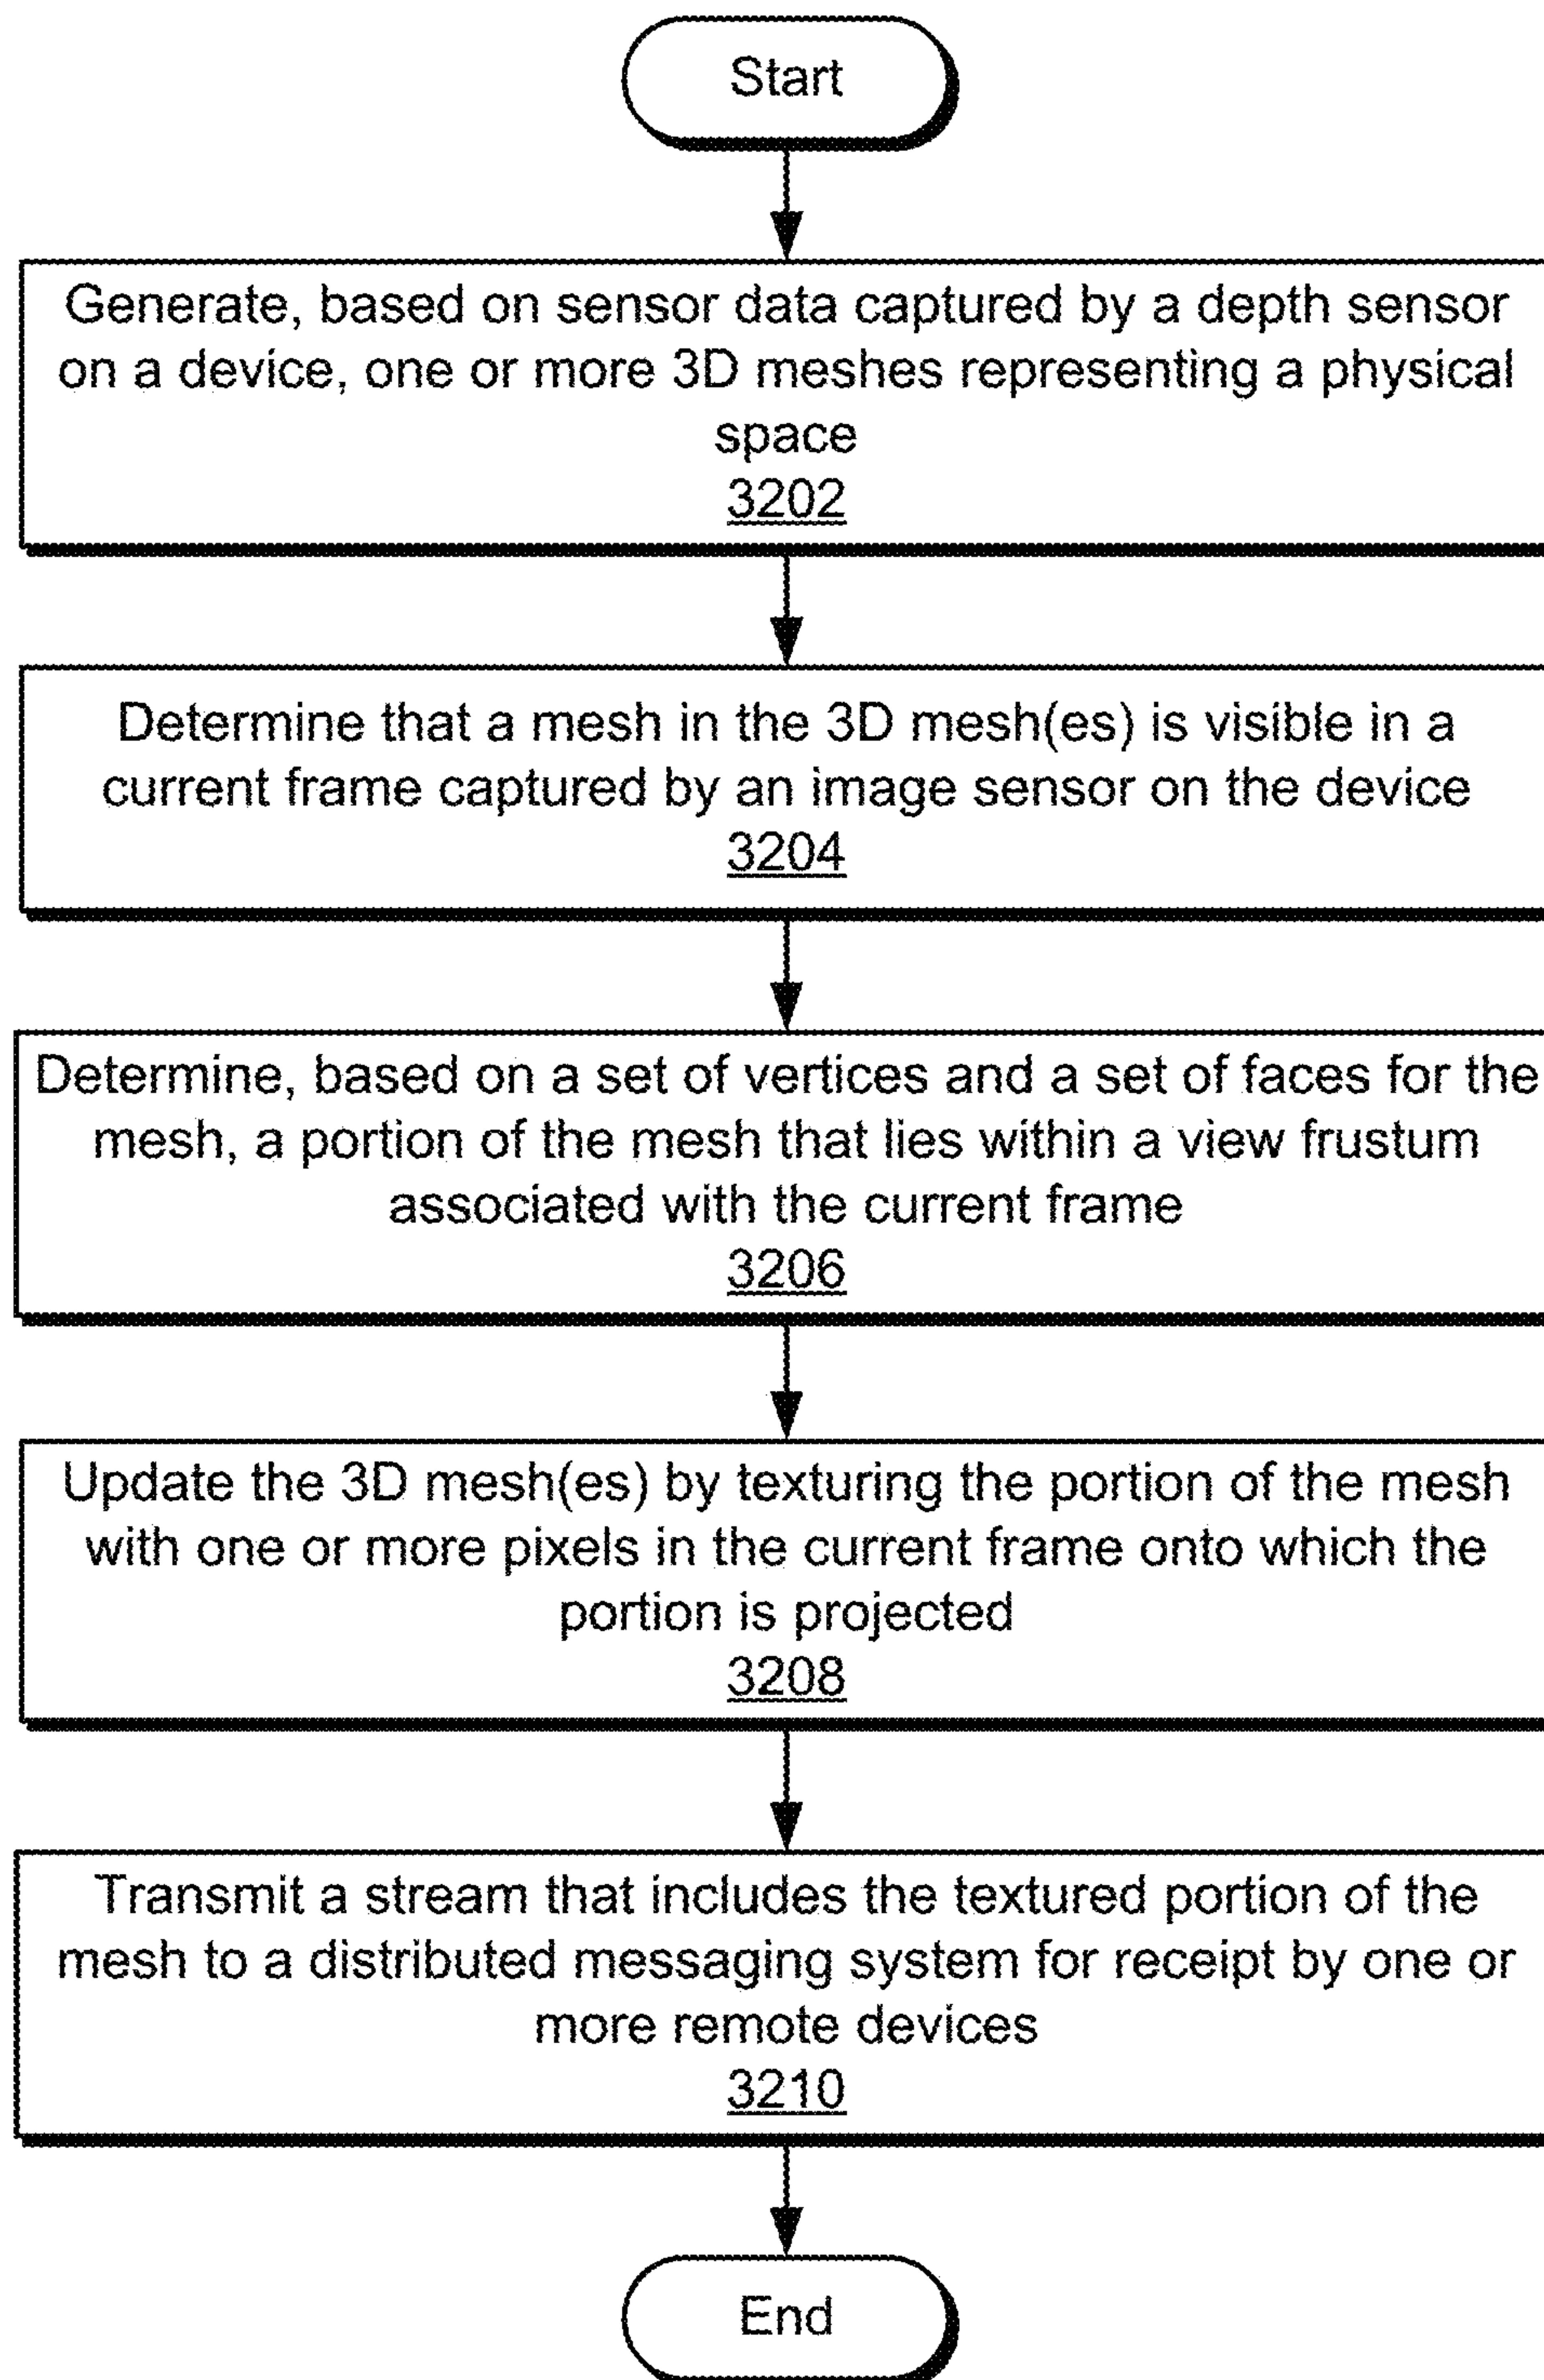 Start
Generate, based on sensor data captured by a depth sensor
on a device, one or more 3D meshes representing a physical
space
3202
Determine that a mesh in the 3D mesh(es) is visible in a
current frame captured by an image sensor on the device
3204
Determine, based on a set of vertices and a set of faces for the
mesh, a portion of the mesh that lies within a view frustum
associated with the current frame
3206
Update the 3D mesh(es) by texturing the portion of the mesh
with one or more pixels in the current frame onto which the
portion is projected
3208
Transmit a stream that includes the textured portion of the
mesh to a distributed messaging system for receipt by one or
more remote devices
3210
End